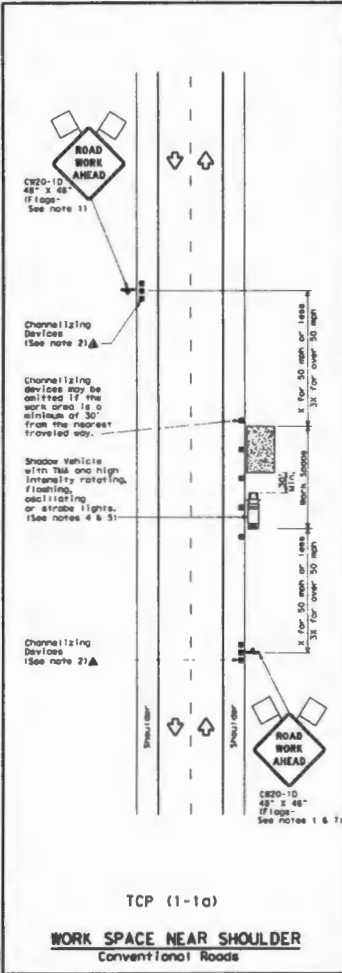 ROAD
WORK
AHEAD
CW20-1D
48" X 48"
(Flags-
See note 1)
Channelizing
Devices
(See note 2)▲
Channelizing
devices may be
omitted if the
work area is a
minimum of 30'
from the nearest
traveled way.
Shadow Vehicle
with TMA and high
intensity rotating,
flashing,
oscillating
or strobe lights.
(See notes 4 & 5)
X for 50 mph or less
3X for over 50 mph
30'
Min.
Work Space
X for 50 mph or less
3X for over 50 mph
Channelizing
Devices
(See note 2)▲
Shoulder
Shoulder
ROAD
WORK
AHEAD
CW20-1D
48" X 48"
(Flags-
See notes 1 & 7)
TCP (1-1a)
WORK SPACE NEAR SHOULDER
Conventional Roads